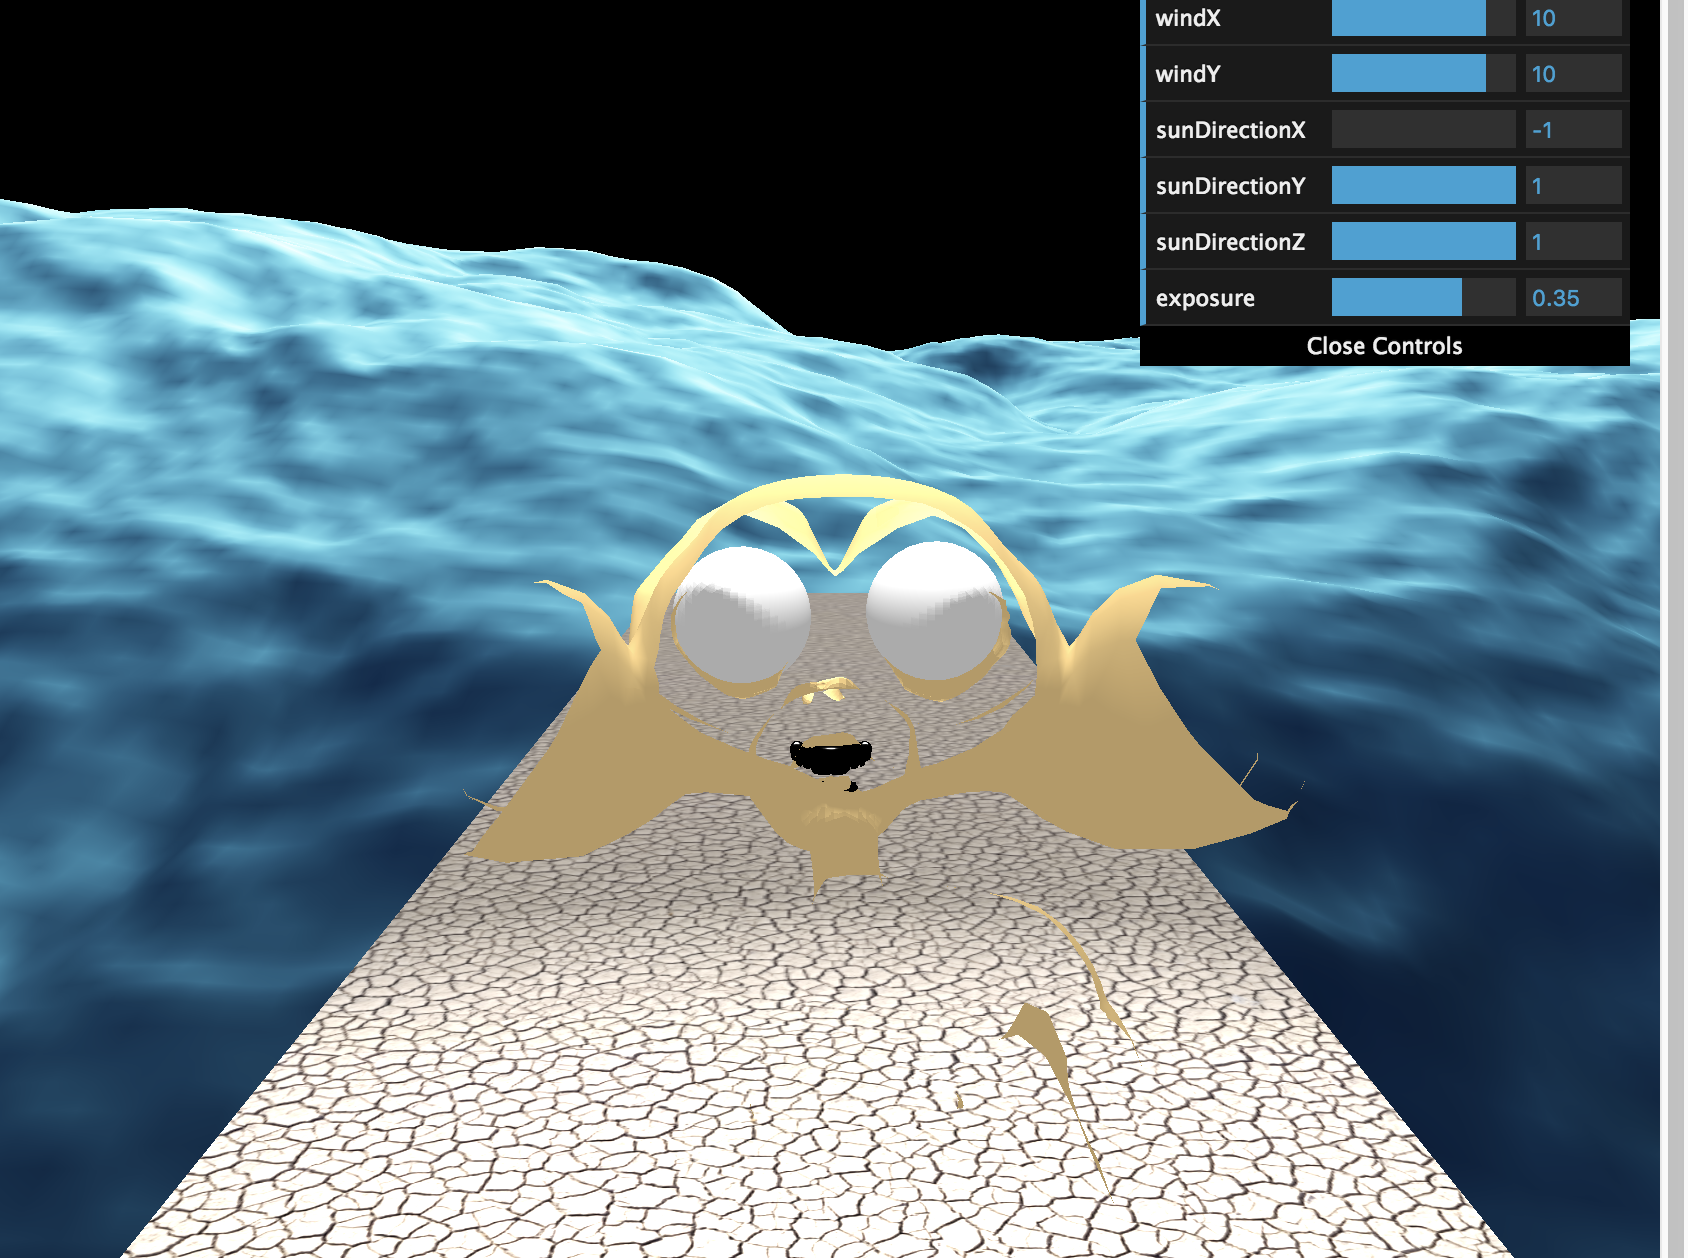 windX 10
windY 10
sunDirectionX -1
sunDirectionY 1
sunDirectionZ 1
exposure 0.35
Close Controls